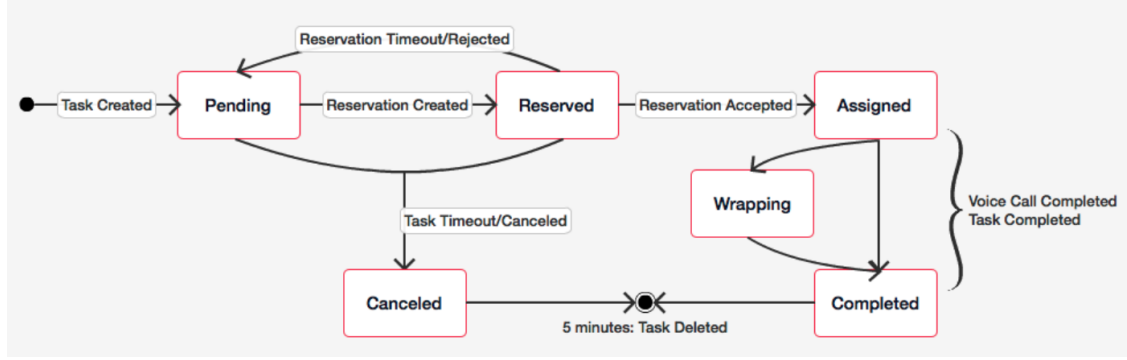 Reservation Timeout/Rejected
Task Created
Pending
Reservation Created
Reserved
Reservation Accepted
Assigned
Wrapping
Voice Call Completed
Task Completed
Task Timeout/Canceled
Canceled
Completed
5 minutes: Task Deleted